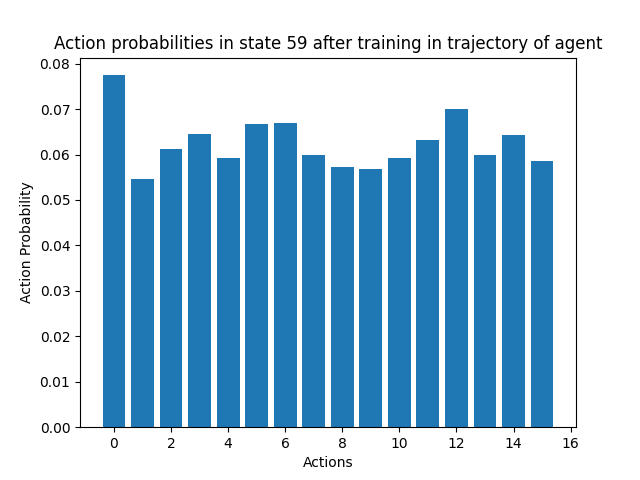 Action probabilities in state 59 after training in trajectory of agent
0.08
0.07
0.06
0.05
0.04
0.03
0.02
0.01
0.00
Action Probability
0 2 4 6 8 10 12 14 16
Actions